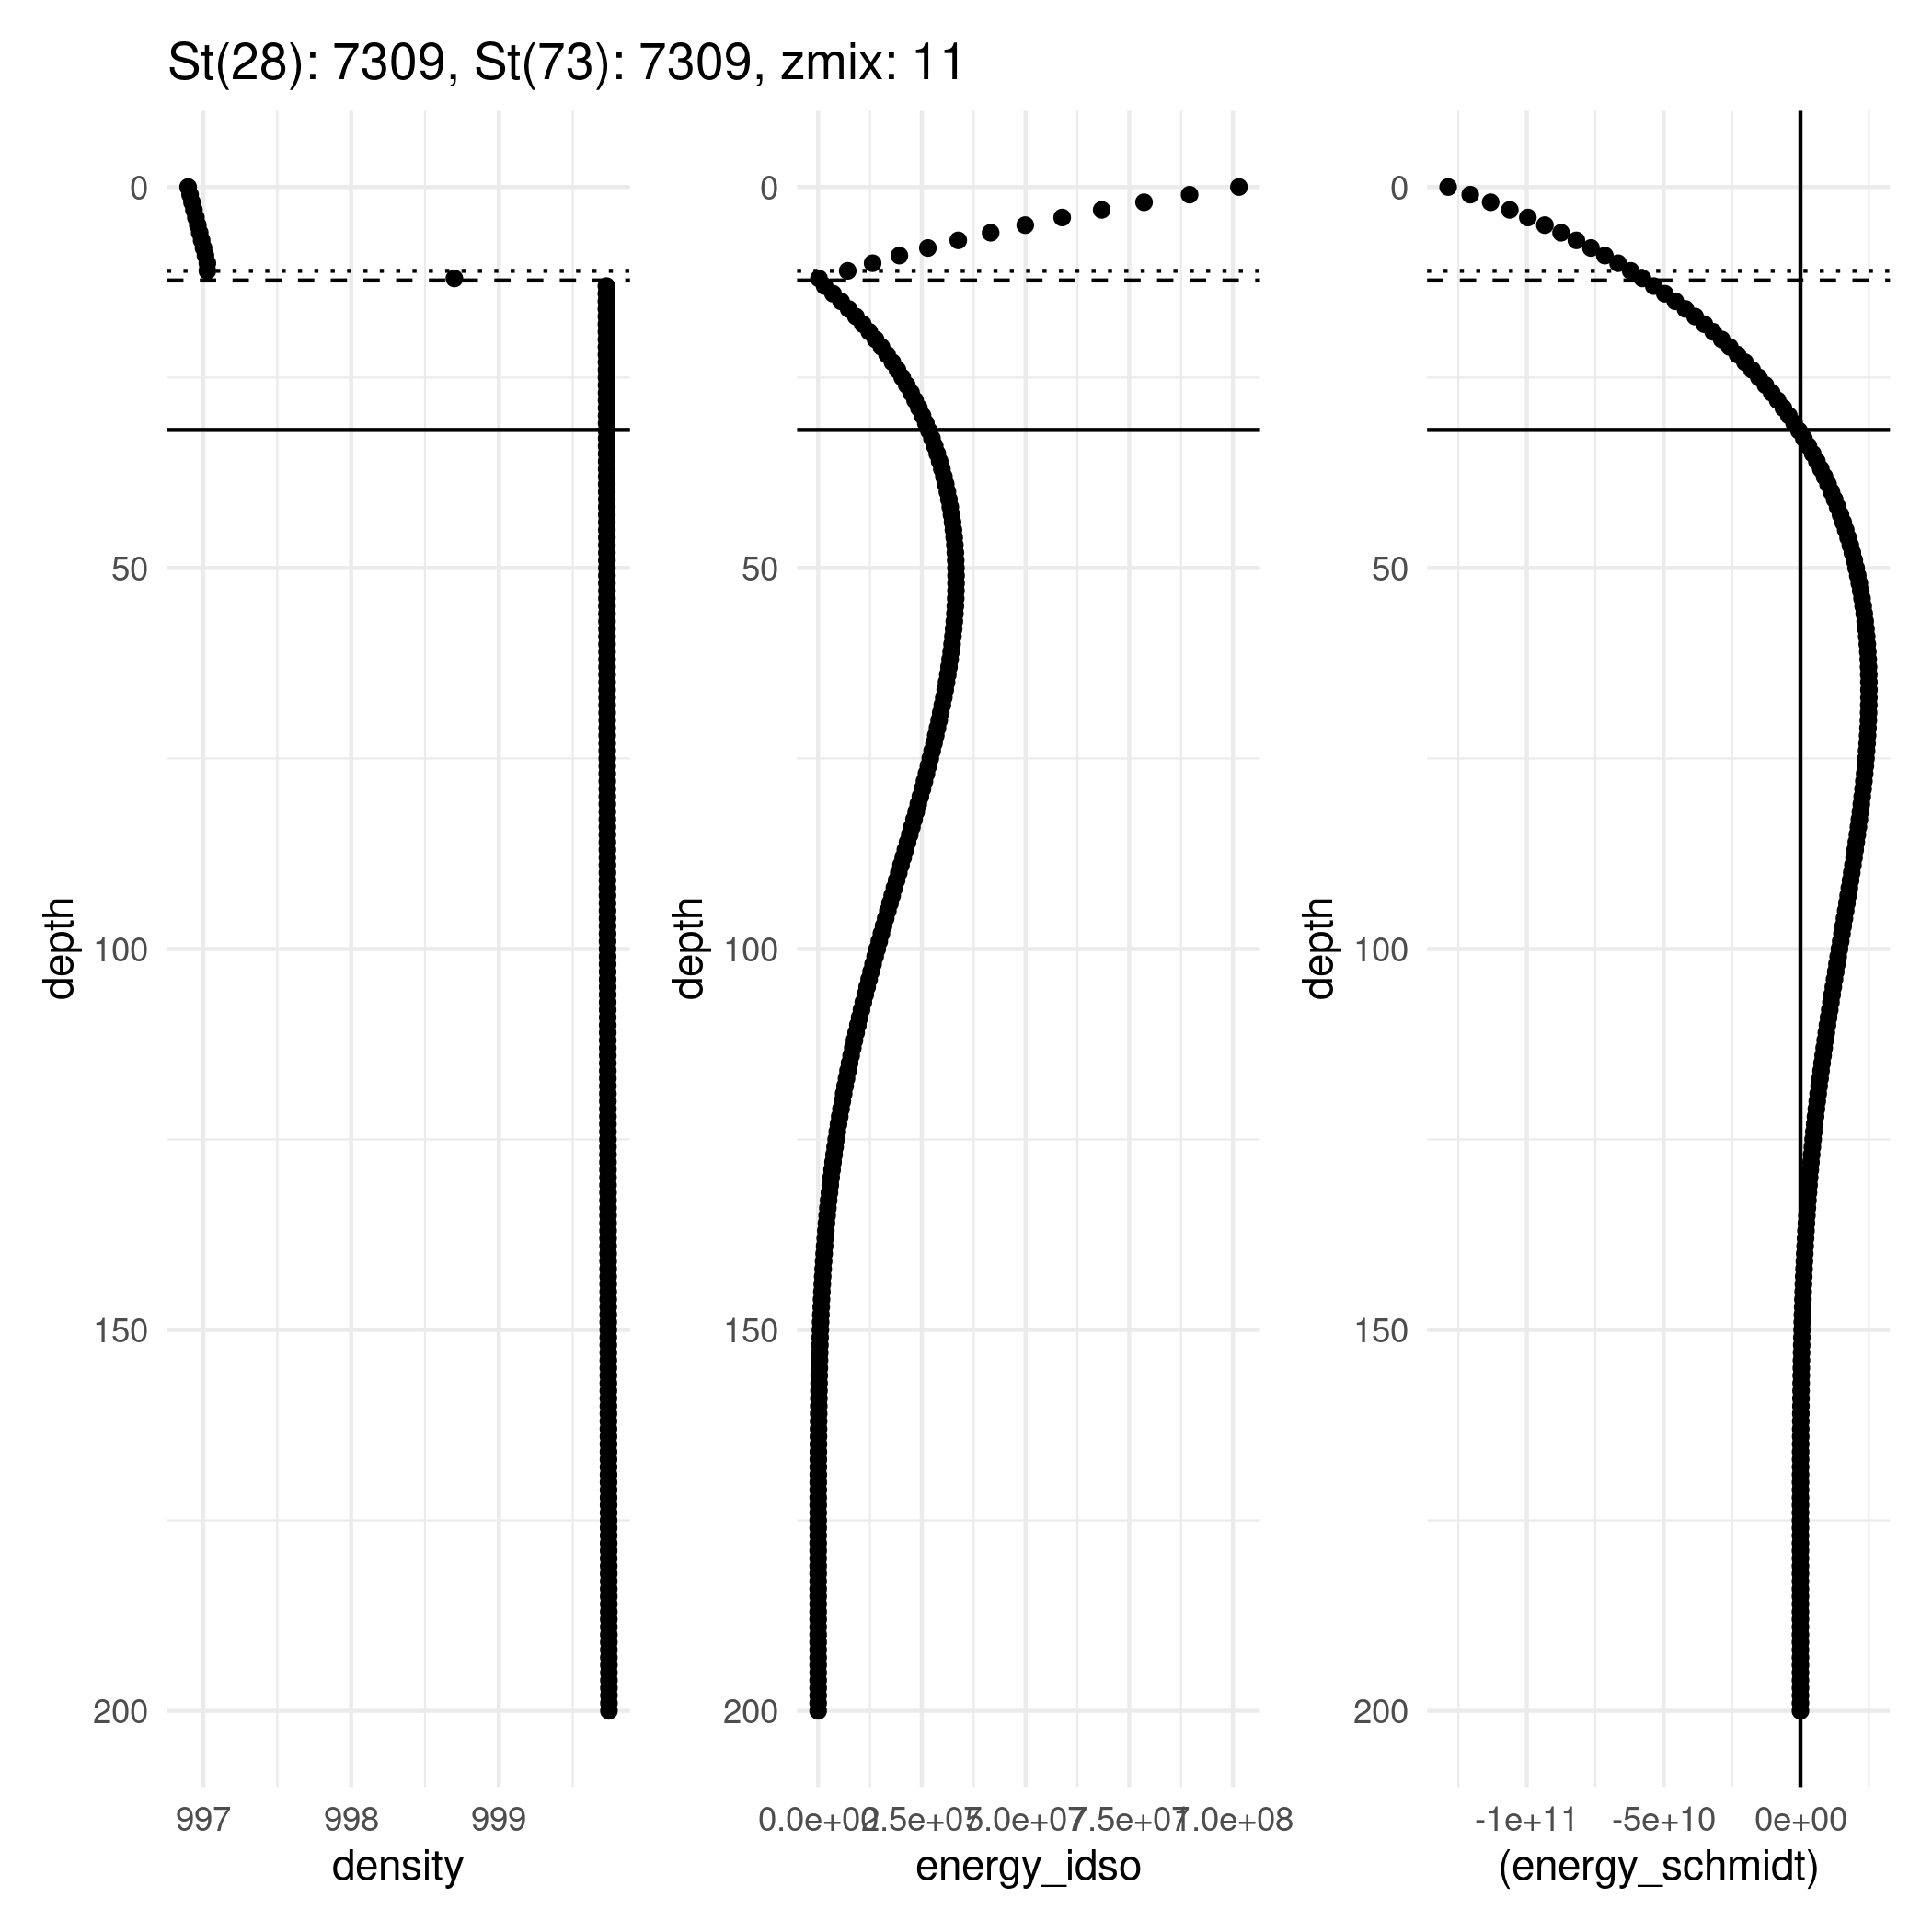 St(28): 7309, St(73): 7309, zmix: 11
0
50
100
150
200
depth
997
998
999
density
0
50
100
150
200
depth
0.0e+00
2.5e+07
5.0e+07
7.5e+07
1.0e+08
energy_idso
0
50
100
150
200
depth
-1e+11
-5e+10
0e+00
(energy_schmidt)